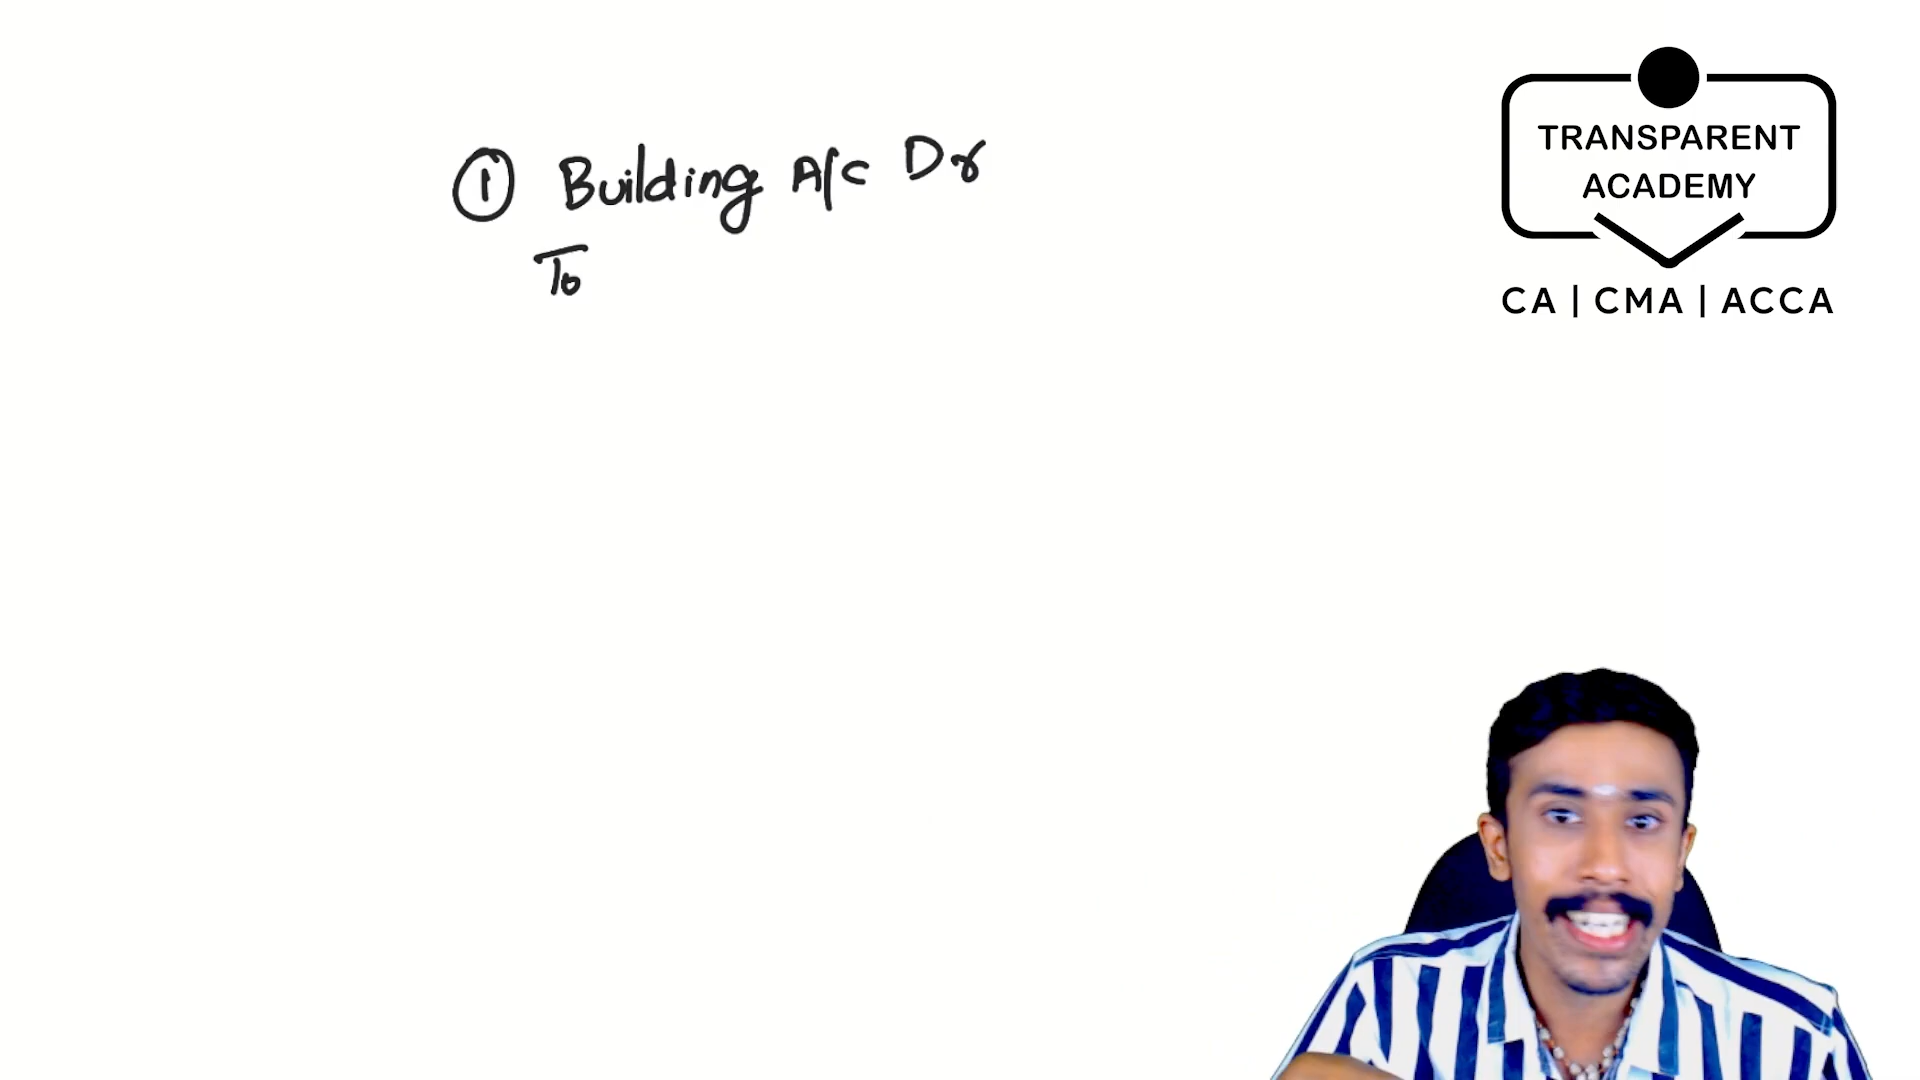 ① Building A/c Dr
To
TRANSPARENT
ACADEMY
CA | CMA | ACCA